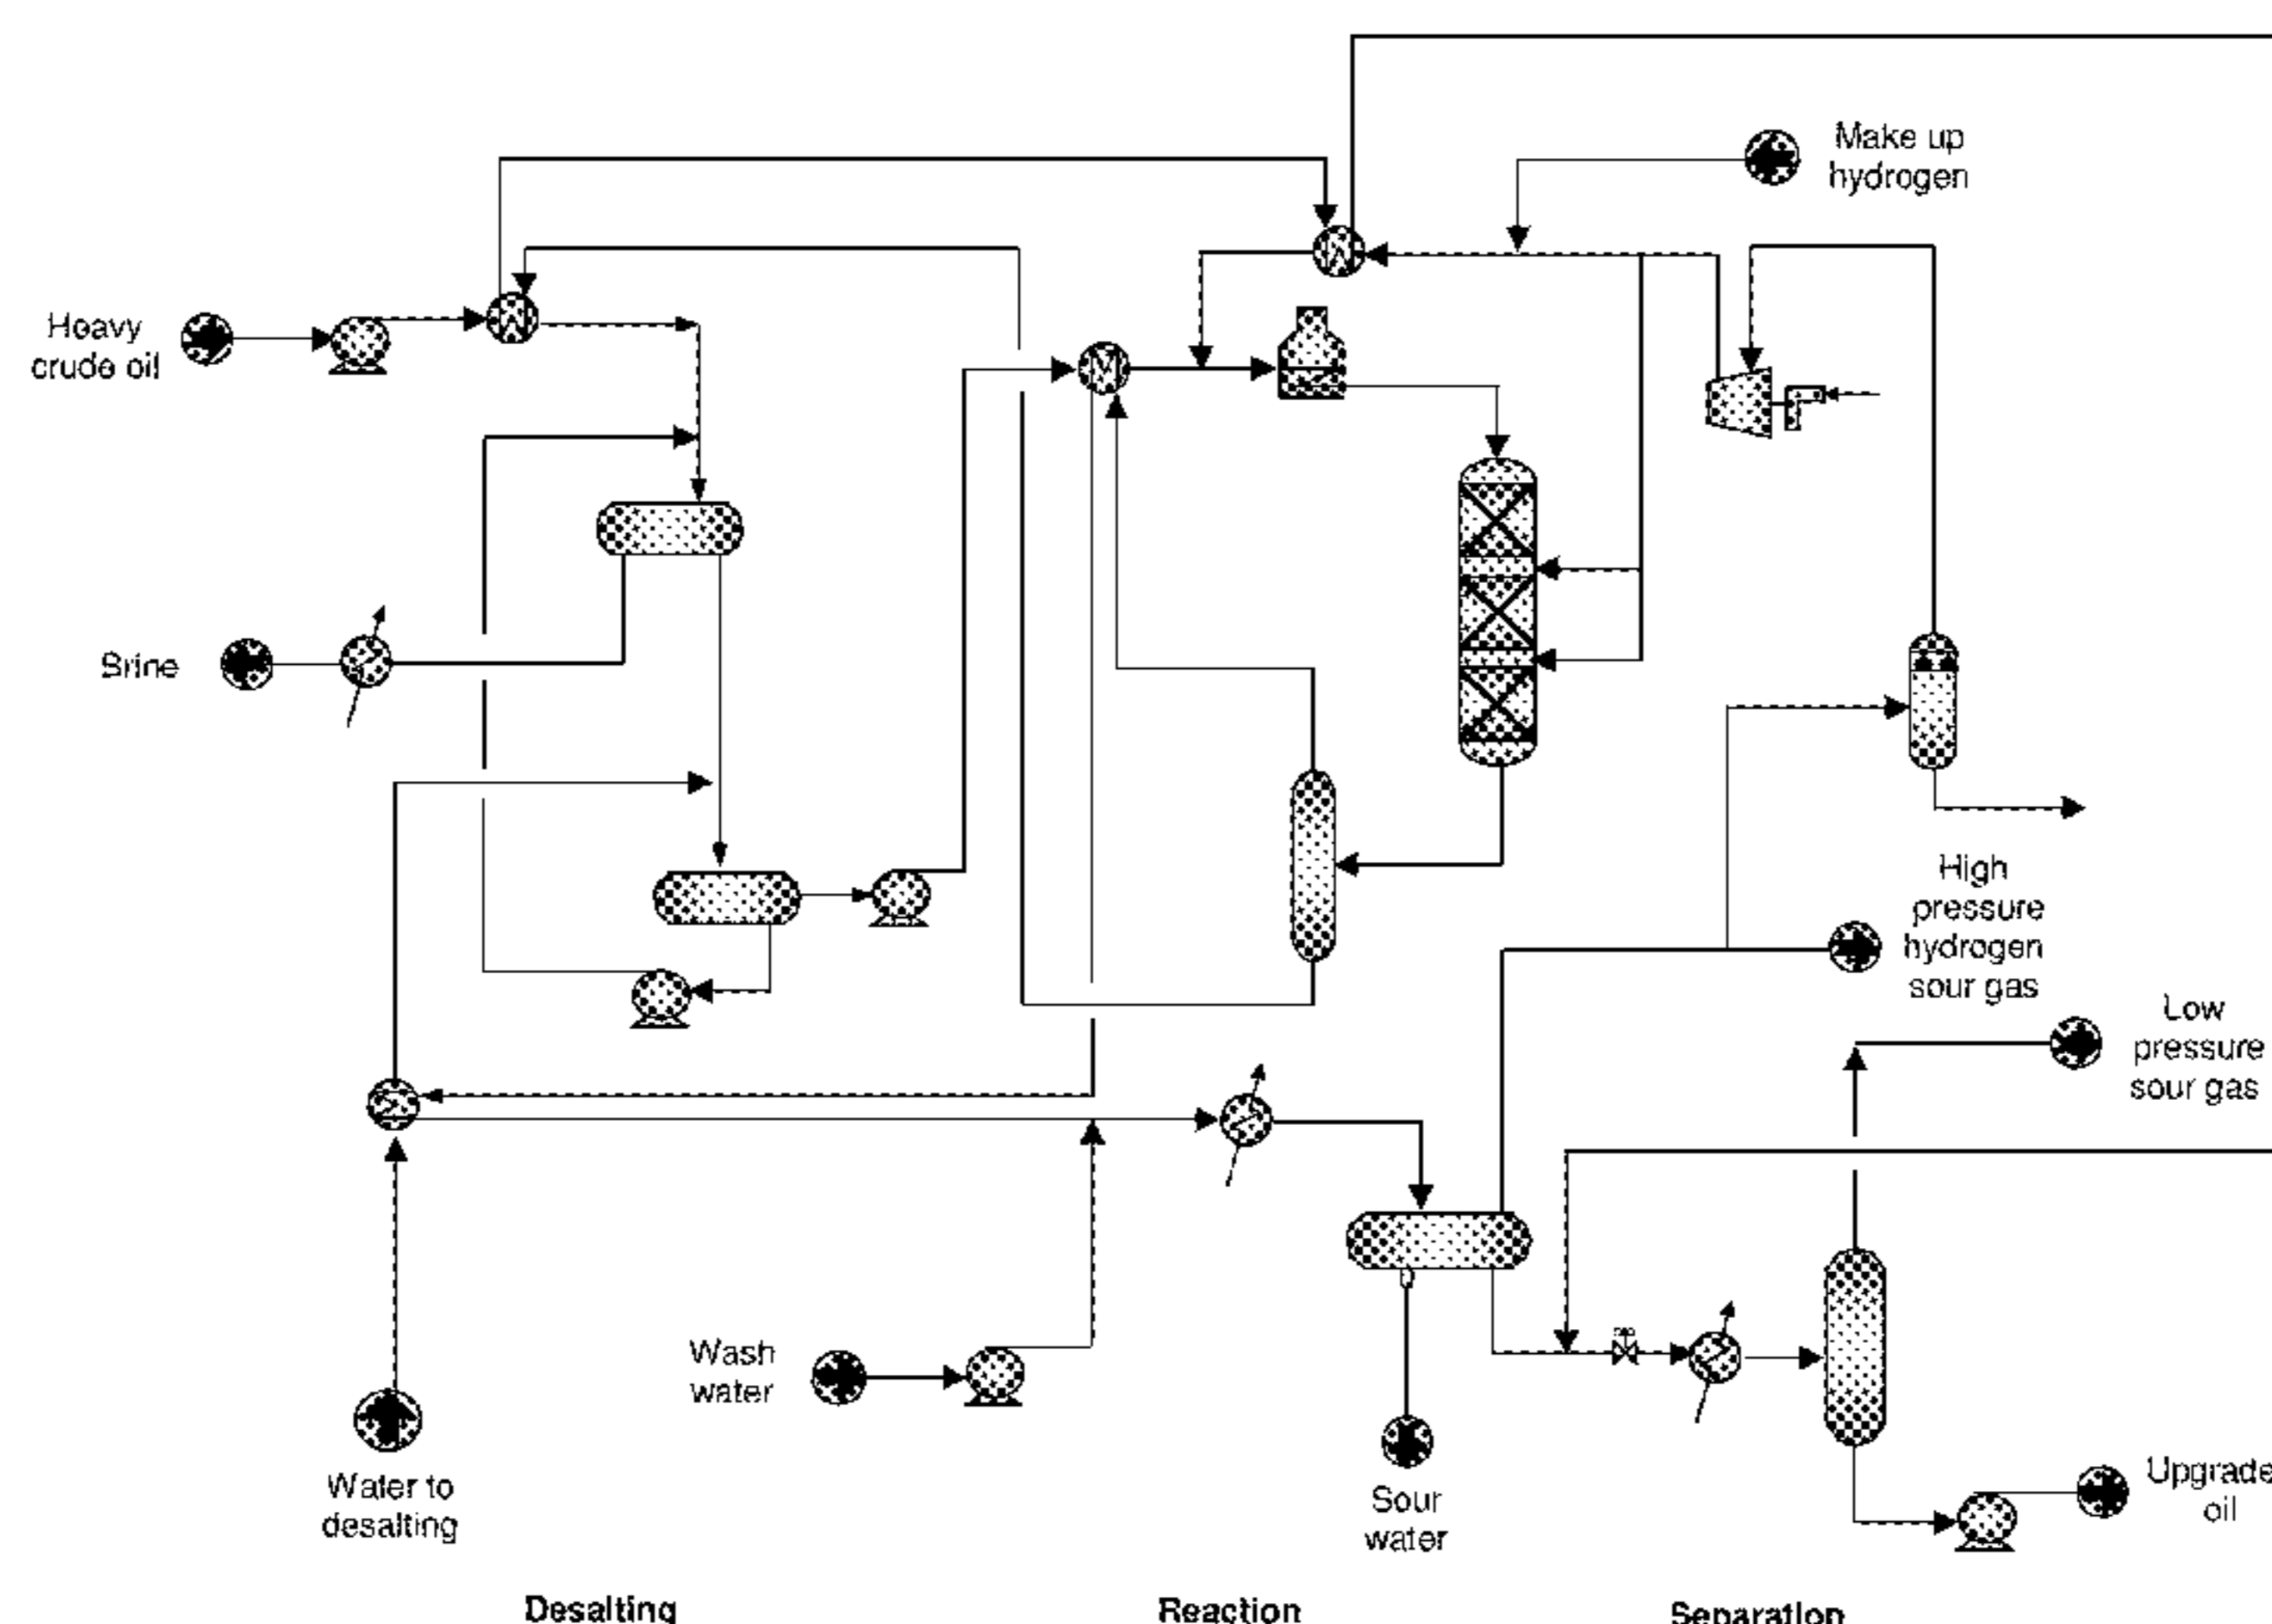 Make up
hydrogen
Heavy
crude oil
Brine
High
pressure
hydrogen
sour gas
Low
pressure
sour gas
Wash
water
Water to
desalting
Sour
water
Upgrade
oil
Desalting
Reaction
Separation